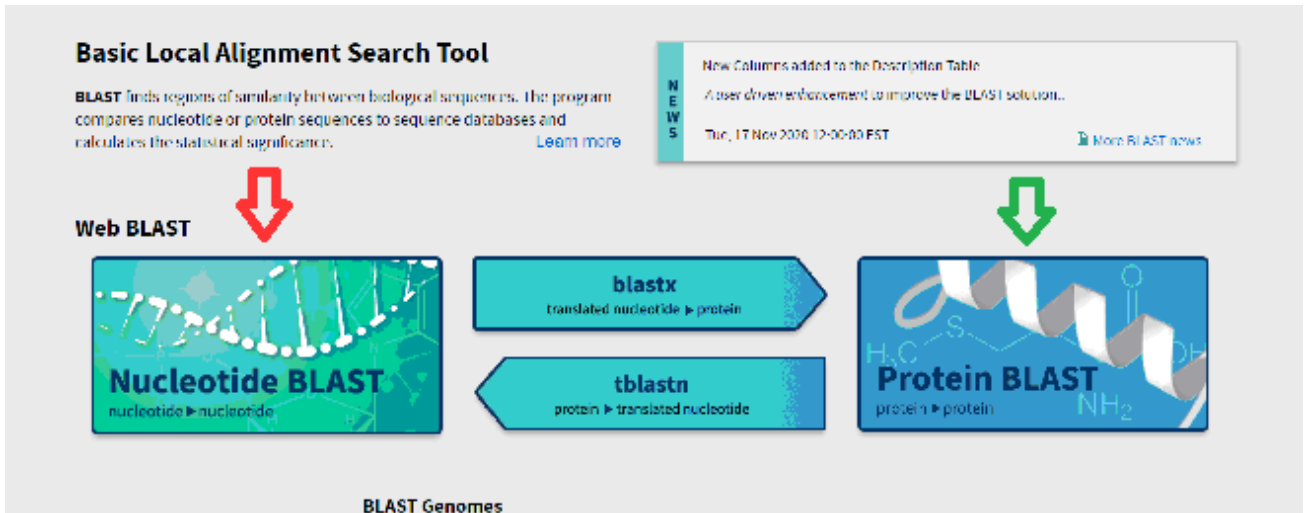 Basic Local Alignment Search Tool
BLAST finds regions of similarity between biological sequences. The program
compares nucleotide or protein sequences to sequence databases and
calculates the statistical significance.
Learn more
NEWS
New Columns added to the Description Table
A user driven enhancement to improve the BLAST solution..
Tue, 17 Nov 2020 12:00:00 EST
More BLAST news
Web BLAST
Nucleotide BLAST
nucleotide ▶ nucleotide
blastx
translated nucleotide ▶ protein
tblastn
protein ▶ translated nucleotide
O
S
H₃C
OH
NH₂
Protein BLAST
protein ▶ protein
BLAST Genomes